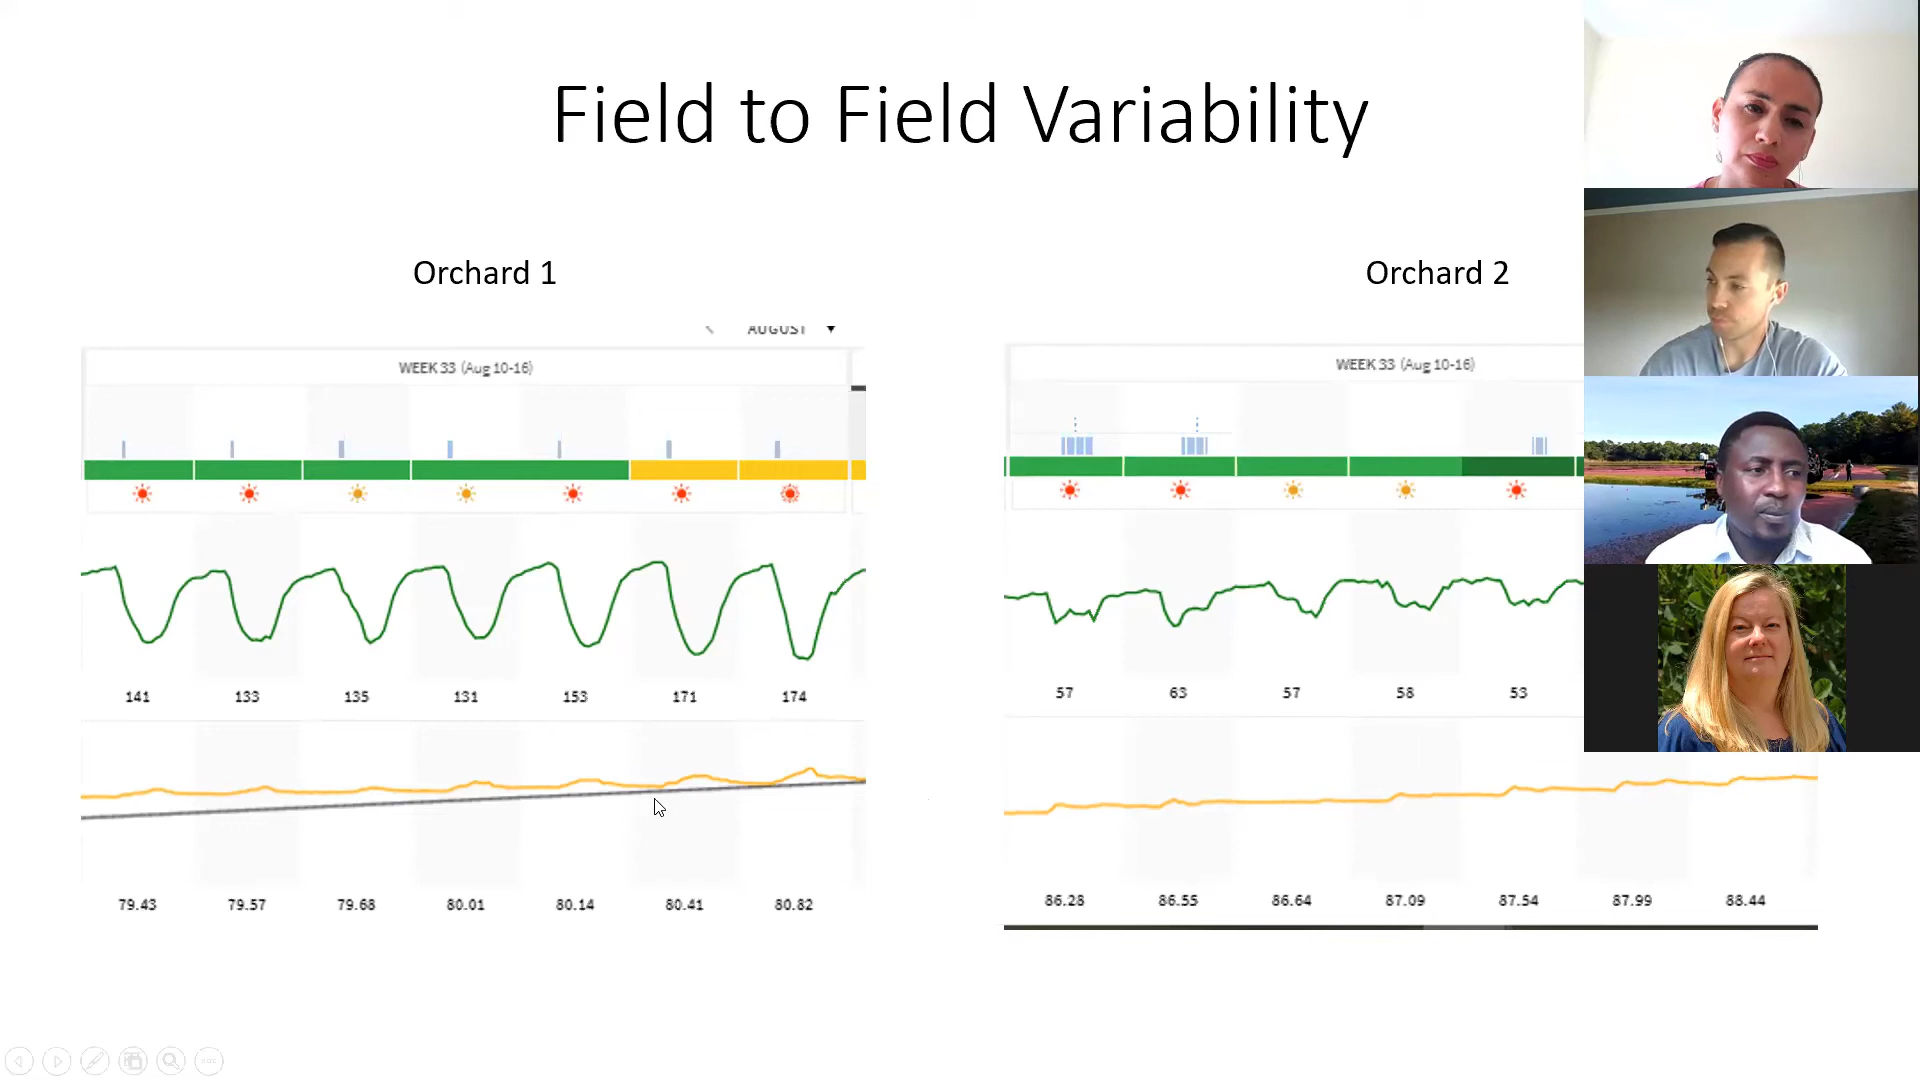 Field to Field Variability
Orchard 1
AUGUST
WEEK 33 (Aug 10-16)
141 133 135 131 153 171 174
79.43 79.57 79.68 80.01 80.14 80.41 80.82
Orchard 2
WEEK 33 (Aug 10-16)
57 63 57 58 53
86.28 86.55 86.64 87.09 87.54 87.99 88.44